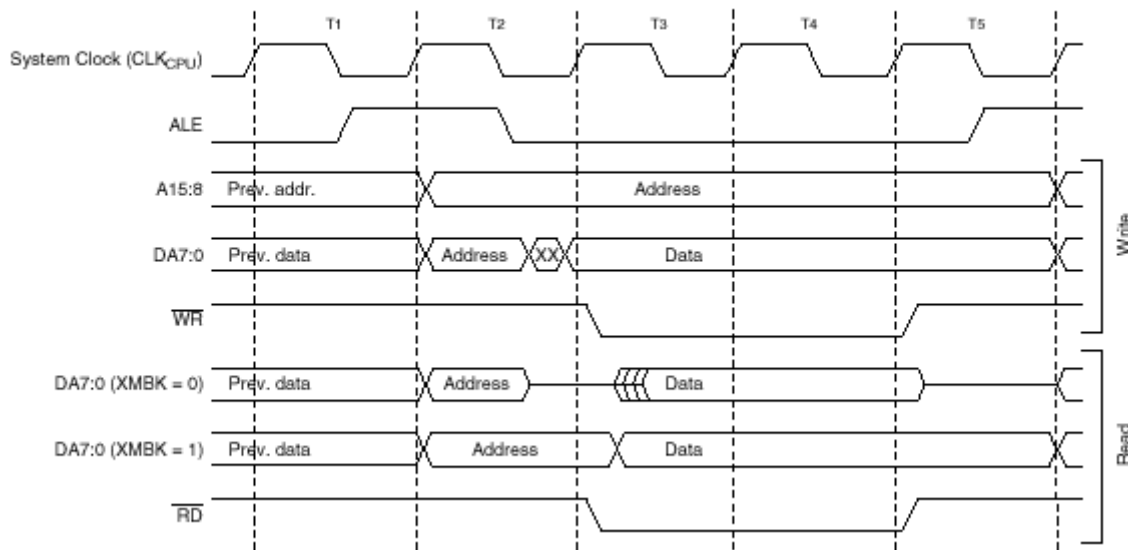 T1 T2 T3 T4 T5
System Clock (CLKCPU)
ALE
A15:8 Prev. addr. Address
DA7:0 Prev. data Address XX Data
WR
Write
DA7:0 (XMBK = 0) Prev. data Address Data
DA7:0 (XMBK = 1) Prev. data Address Data
RD
Read